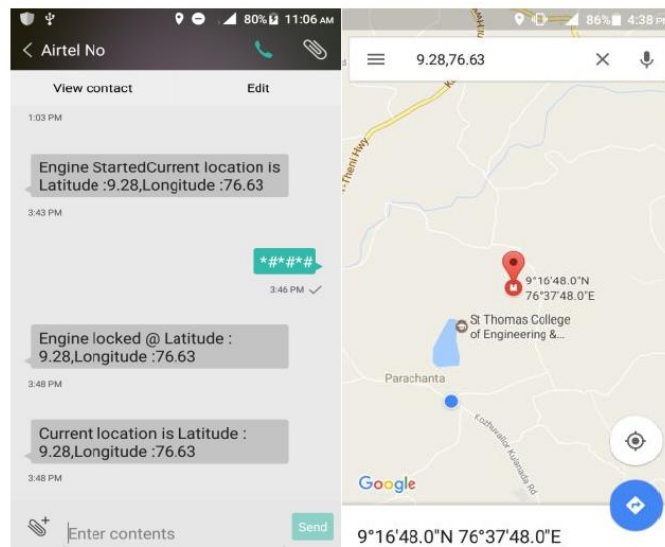 80% 11:06 AM
Airtel No
View contact
Edit
1:03 PM
Engine StartedCurrent location is
Latitude :9.28,Longitude :76.63
3:43 PM
*#*#*#
3:46 PM
Engine locked @ Latitude :
9.28,Longitude :76.63
3:48 PM
Current location is Latitude :
9.28,Longitude :76.63
3:48 PM
Enter contents
Send
86% 4:38 PM
9.28,76.63
-Theni Hwy
M
9°16'48.0"N
76°37'48.0"E
St Thomas College
of Engineering &...
Parachanta
Kozhuvallor Kulanada Rd
Google
9°16'48.0"N 76°37'48.0"E